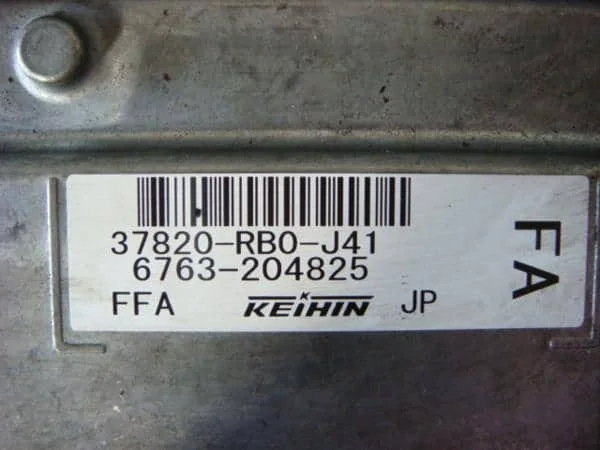 37820-RB0-J41
6763-204825
FFA KEIHIN JP
FA